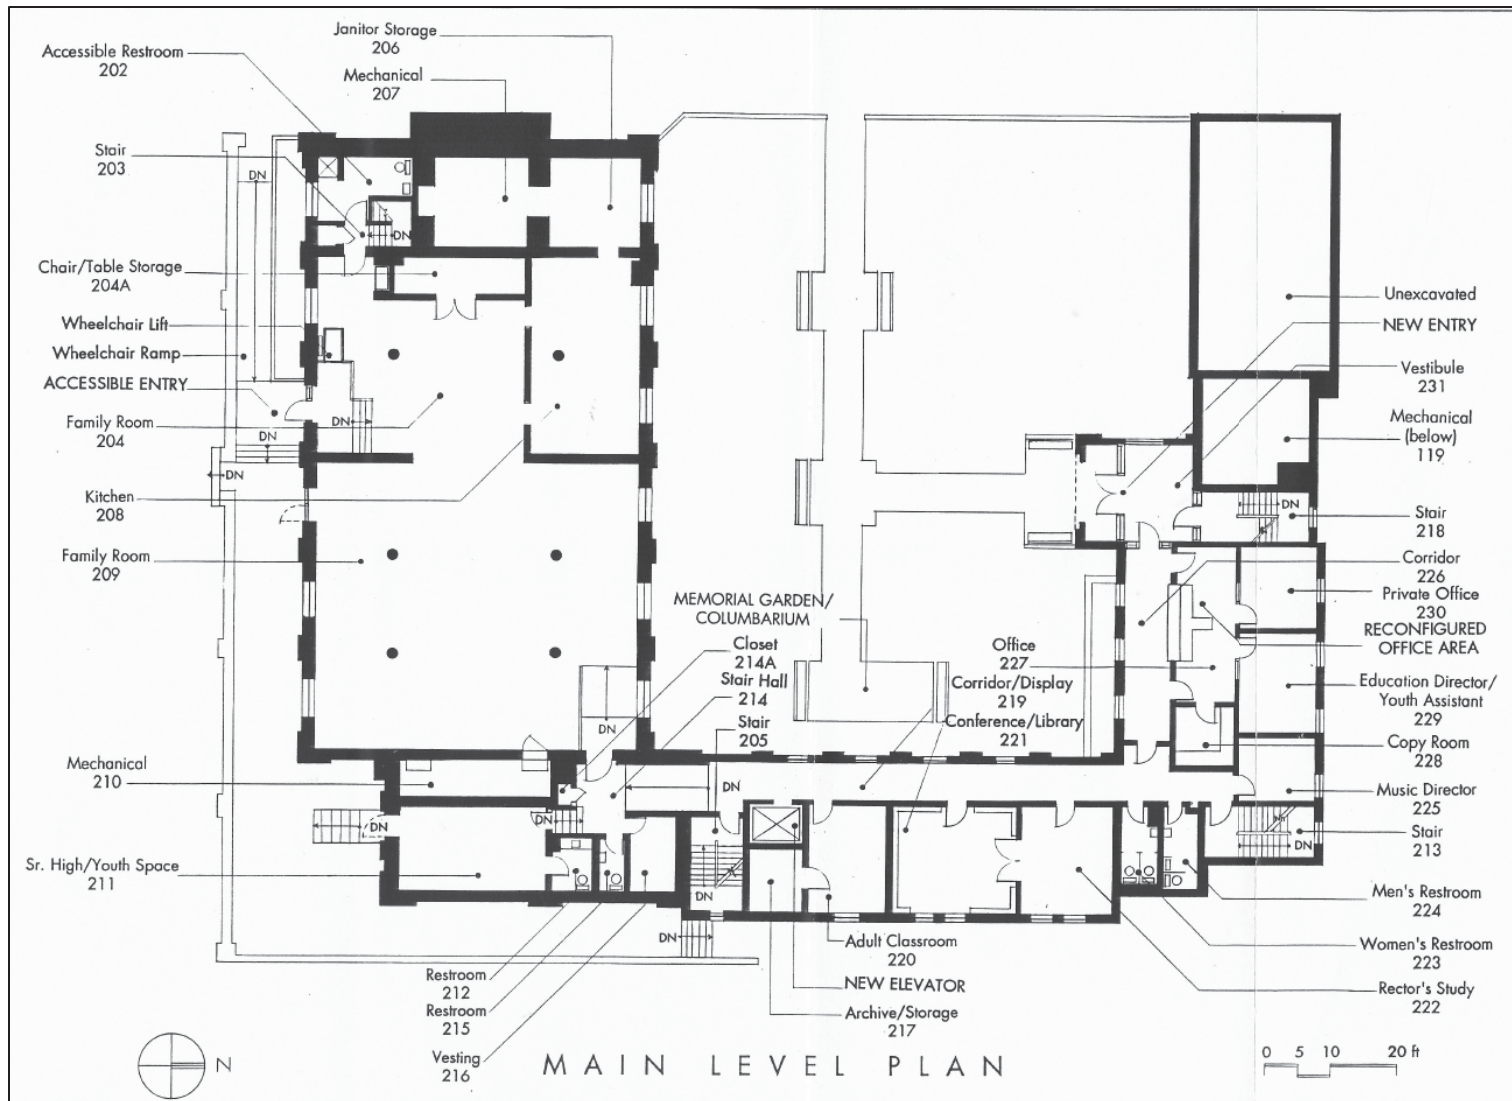 Janitor Storage
206
Accessible Restroom
202
Mechanical
207
Stair
203
DN
DN
Chair/Table Storage
204A
Wheelchair Lift
Wheelchair Ramp
ACCESSIBLE ENTRY
Family Room
204
DN
DN
DN
Kitchen
208
Family Room
209
Unexcavated
NEW ENTRY
Vestibule
231
Mechanical
(below)
119
DN
Stair
218
Corridor
226
Private Office
230
RECONFIGURED
OFFICE AREA
Education Director/
Youth Assistant
229
Copy Room
228
Music Director
225
Stair
213
DN
MEMORIAL GARDEN/
COLUMBARIUM
Closet
214A
Stair Hall
214
Stair
205
Office
227
Corridor/Display
219
Conference/Library
221
DN
DN
Mechanical
210
DN
DN
Sr. High/Youth Space
211
DN
DN
Men's Restroom
224
Women's Restroom
223
Rector's Study
222
Adult Classroom
220
NEW ELEVATOR
Archive/Storage
217
Restroom
212
Restroom
215
Vesting
216
N
MAIN LEVEL PLAN
0 5 10 20 ft